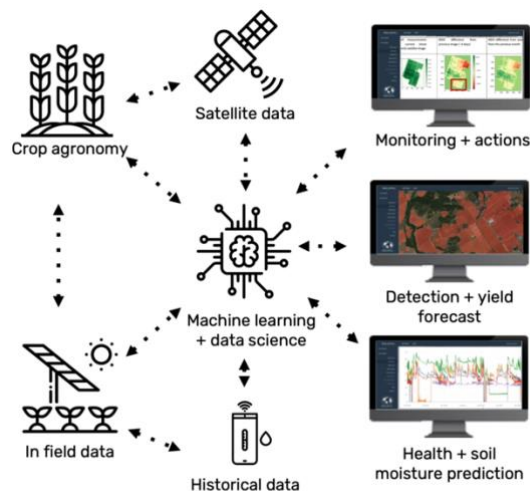 Satellite data
Crop agronomy
Monitoring + actions
Machine learning
+ data science
Detection + yield
forecast
In field data
Historical data
Health + soil
moisture prediction